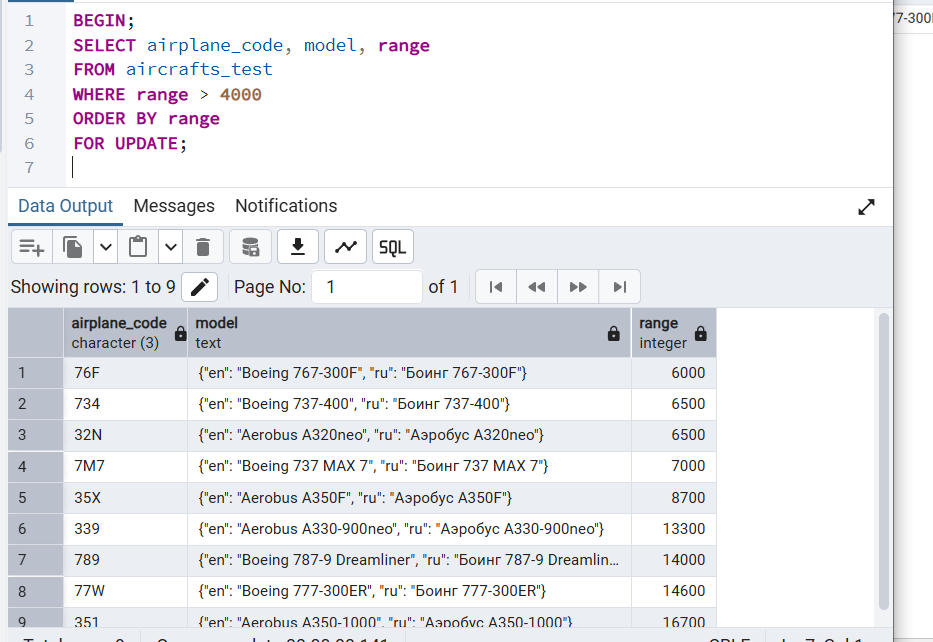 7-300
1 BEGIN;
2 SELECT airplane_code, model, range
3 FROM aircrafts_test
4 WHERE range > 4000
5 ORDER BY range
6 FOR UPDATE;
7
Data Output Messages Notifications
SQL
Showing rows: 1 to 9 Page No: 1 of 1
airplane_code model range
character (3) text integer
1 76F {"en": "Boeing 767-300F", "ru": "Боинг 767-300F"} 6000
2 734 {"en": "Boeing 737-400", "ru": "Боинг 737-400"} 6500
3 32N {"en": "Aerobus A320neo", "ru": "Аэробус A320neo"} 6500
4 7M7 {"en": "Boeing 737 MAX 7", "ru": "Боинг 737 MAX 7"} 7000
5 35X {"en": "Aerobus A350F", "ru": "Аэробус A350F"} 8700
6 339 {"en": "Aerobus A330-900neo", "ru": "Аэробус A330-900neo"} 13300
7 789 {"en": "Boeing 787-9 Dreamliner", "ru": "Боинг 787-9 Dreamlin...  14000
8 77W {"en": "Boeing 777-300ER", "ru": "Боинг 777-300ER"} 14600
9 351 {"en": "Aerobus A350-1000", "ru": "Аэробус A350-1000"} 16700